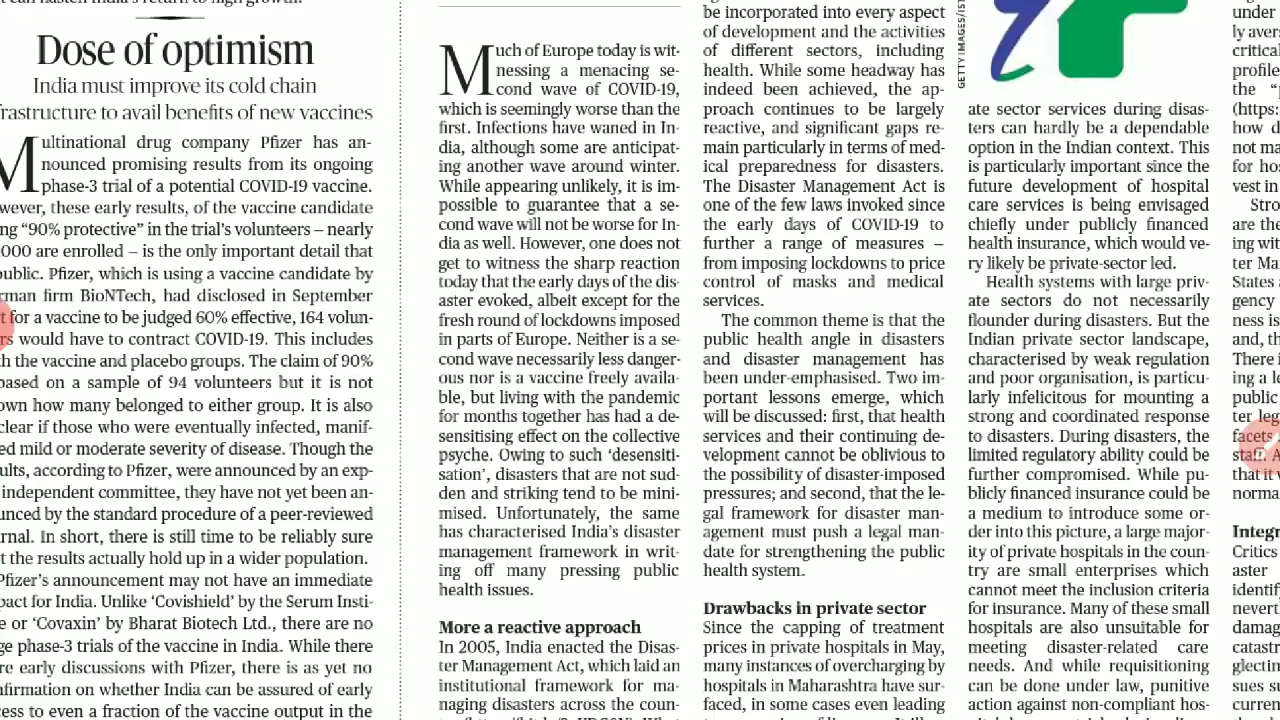 Dose of optimism
India must improve its cold chain
to avail benefits of new vaccines
Multinational drug company Pfizer has an-
nounced promising results from its ongoing
phase-3 trial of a potential COVID-19 vaccine.
these early results, of the vaccine candidate
“90% protective” in the trial’s volunteers – nearly
are enrolled – is the only important detail that
Pfizer, which is using a vaccine candidate by
firm BioNTech, had disclosed in September
for a vaccine to be judged 60% effective, 164 volun-
would have to contract COVID-19. This includes
the vaccine and placebo groups. The claim of 90%
based on a sample of 94 volunteers but it is not
how many belonged to either group. It is also
if those who were eventually infected, manif-
mild or moderate severity of disease. Though the
according to Pfizer, were announced by an exp-
independent committee, they have not yet been an-
by the standard procedure of a peer-reviewed
In short, there is still time to be reliably sure
the results actually hold up in a wider population.
Pfizer’s announcement may not have an immediate
for India. Unlike ‘Covishield’ by the Serum Insti-
or ‘Covaxin’ by Bharat Biotech Ltd., there are no
phase-3 trials of the vaccine in India. While there
early discussions with Pfizer, there is as yet no
on whether India can be assured of early
to even a fraction of the vaccine output in the
Much of Europe today is wit-
nessing a menacing se-
cond wave of COVID-19,
which is seemingly worse than the
first. Infections have waned in In-
dia, although some are anticipat-
ing another wave around winter.
While appearing unlikely, it is im-
possible to guarantee that a se-
cond wave will not be worse for In-
dia as well. However, one does not
get to witness the sharp reaction
today that the early days of the dis-
aster evoked, albeit except for the
fresh round of lockdowns imposed
in parts of Europe. Neither is a se-
cond wave necessarily less danger-
ous nor is a vaccine freely availa-
ble, but living with the pandemic
for months together has had a de-
sensitising effect on the collective
psyche. Owing to such ‘desensiti-
sation’, disasters that are not sud-
den and striking tend to be mini-
mised. Unfortunately, the same
has characterised India’s disaster
management framework in writ-
ing off many pressing public
health issues.
More a reactive approach
In 2005, India enacted the Disas-
ter Management Act, which laid an
institutional framework for ma-
naging disasters across the coun-
be incorporated into every aspect
of development and the activities
of different sectors, including
health. While some headway has
indeed been achieved, the ap-
proach continues to be largely
reactive, and significant gaps re-
main particularly in terms of med-
ical preparedness for disasters.
The Disaster Management Act is
one of the few laws invoked since
the early days of COVID-19 to
further a range of measures –
from imposing lockdowns to price
control of masks and medical
services.
The common theme is that the
public health angle in disasters
and disaster management has
been under-emphasised. Two im-
portant lessons emerge, which
will be discussed: first, that health
services and their continuing de-
velopment cannot be oblivious to
the possibility of disaster-imposed
pressures; and second, that the le-
gal framework for disaster man-
agement must push a legal man-
date for strengthening the public
health system.
Drawbacks in private sector
Since the capping of treatment
prices in private hospitals in May,
many instances of overcharging by
hospitals in Maharashtra have sur-
faced, in some cases even leading
GETTY IMAGES/IST
ate sector services during disas-
ters can hardly be a dependable
option in the Indian context. This
is particularly important since the
future development of hospital
care services is being envisaged
chiefly under publicly financed
health insurance, which would ve-
ry likely be private-sector led.
Health systems with large priv-
ate sectors do not necessarily
flounder during disasters. But the
Indian private sector landscape,
characterised by weak regulation
and poor organisation, is particu-
larly infelicitous for mounting a
strong and coordinated response
to disasters. During disasters, the
limited regulatory ability could be
further compromised. While pu-
blicly financed insurance could be
a medium to introduce some or-
der into this picture, a large major-
ity of private hospitals in the coun-
try are small enterprises which
cannot meet the inclusion criteria
for insurance. Many of these small
hospitals are also unsuitable for
meeting disaster-related care
needs. And while requisitioning
can be done under law, punitive
action against non-compliant hos-
under
critical
the
(https:
how
not
for
vest in
are the
ing
States
gency
ness is
and,
There
ing a
public
facets
staff.
that it
Critics
aster